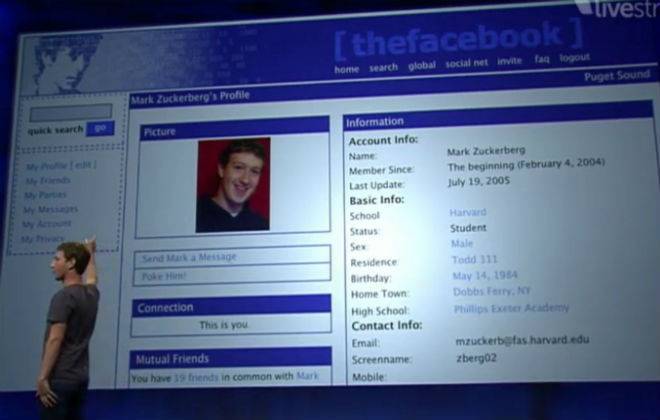 livestr
[thefacebook]
home search global social net invite faq logout
Puget Sound
Mark Zuckerberg's Profile
quick search go
My Profile [ edit ]
My Friends
My Parties
My Messages
My Account
My Privacy
Picture
Send Mark a Message
Poke Him!
Connection
This is you.
Mutual Friends
You have 19 friends in common with Mark
Information
Account Info:
Name: Mark Zuckerberg
Member Since: The beginning (February 4, 2004)
Last Update: July 19, 2005
Basic Info:
School Harvard
Status: Student
Sex: Male
Residence: Todd 311
Birthday: May 14, 1984
Home Town: Dobbs Ferry, NY
High School: Phillips Exeter Academy
Contact Info:
Email: mzuckerb@fas.harvard.edu
Screenname: zberg02
Mobile: